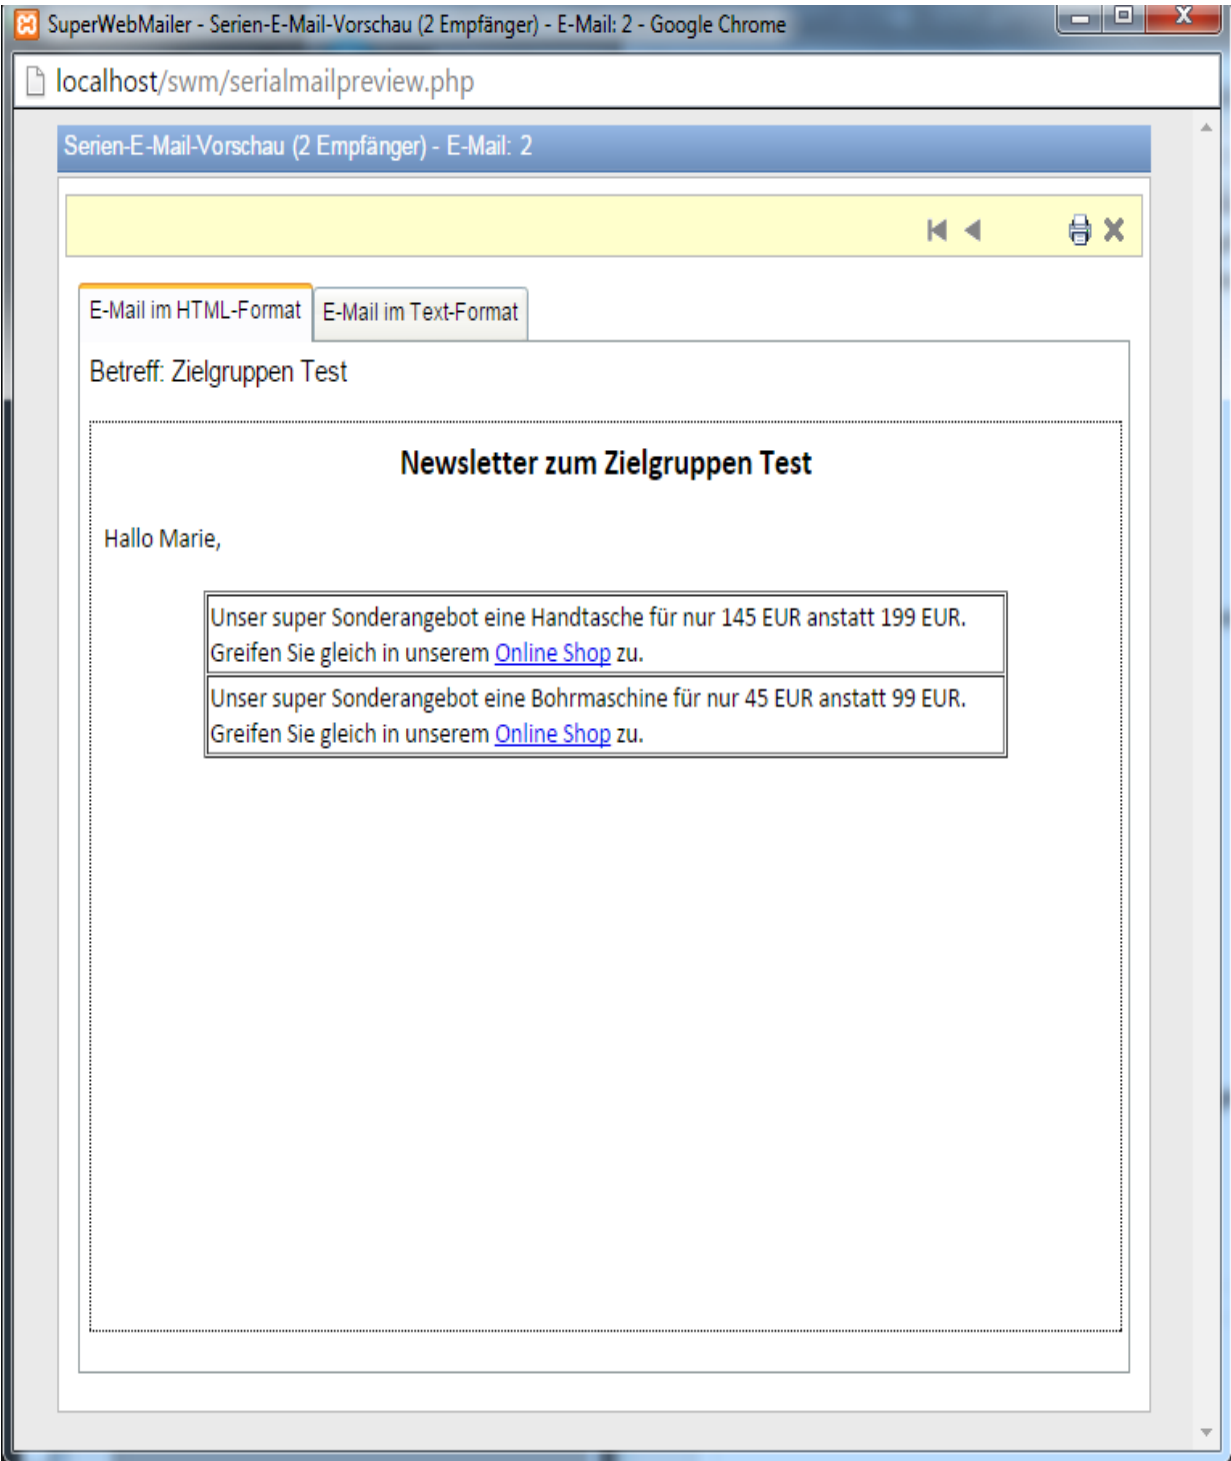 SuperWebMailer - Serien-E-Mail-Vorschau (2 Empfänger) - E-Mail: 2 - Google Chrome
localhost/swm/serialmailpreview.php
Serien-E-Mail-Vorschau (2 Empfänger) - E-Mail: 2
E-Mail im HTML-Format E-Mail im Text-Format
Betreff: Zielgruppen Test
Newsletter zum Zielgruppen Test
Hallo Marie,
Unser super Sonderangebot eine Handtasche für nur 145 EUR anstatt 199 EUR.
Greifen Sie gleich in unserem Online Shop zu.
Unser super Sonderangebot eine Bohrmaschine für nur 45 EUR anstatt 99 EUR.
Greifen Sie gleich in unserem Online Shop zu.